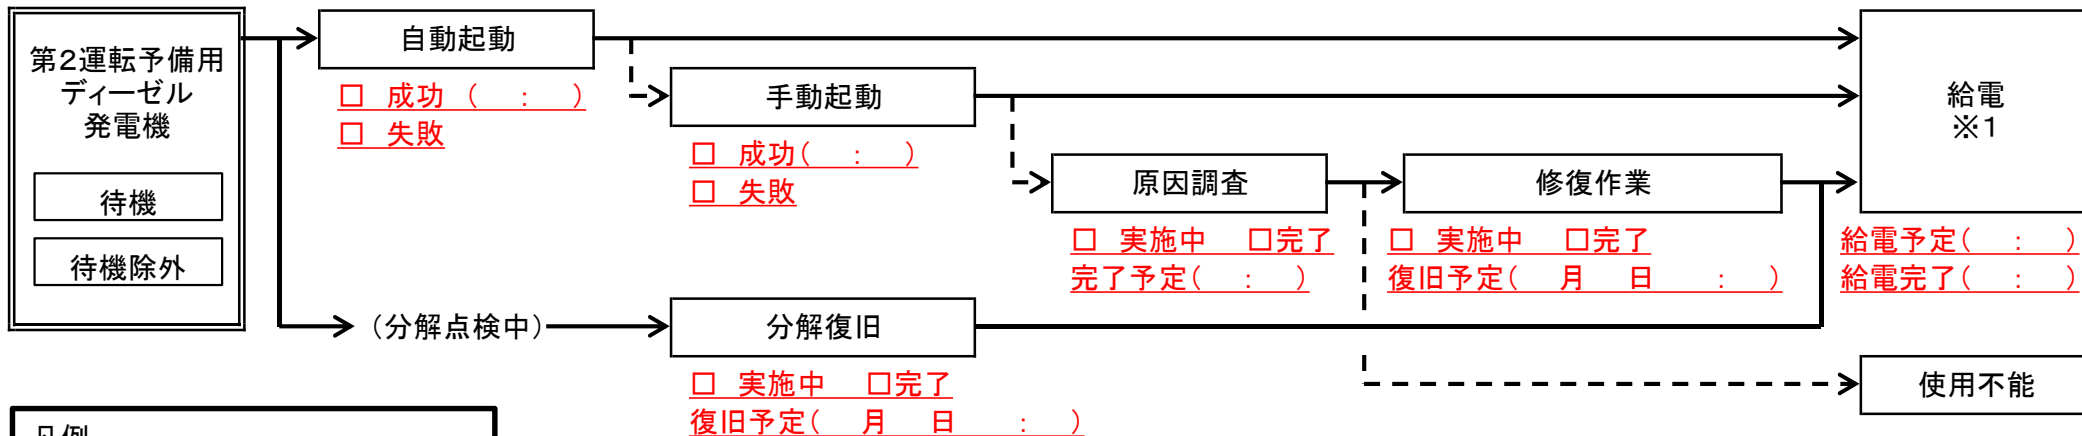 第2運転予備用
ディーゼル
発電機
待機
待機除外
自動起動
□ 成功 ( : )
□ 失敗
手動起動
□ 成功( : )
□ 失敗
原因調査
□ 実施中 □完了
完了予定( : )
修復作業
□ 実施中 □完了
復旧予定( 月 日 : )
給電
※1
給電予定( : )
給電完了( : )
(分解点検中)
分解復旧
□ 実施中 □完了
復旧予定( 月 日 : )
使用不能
凡例